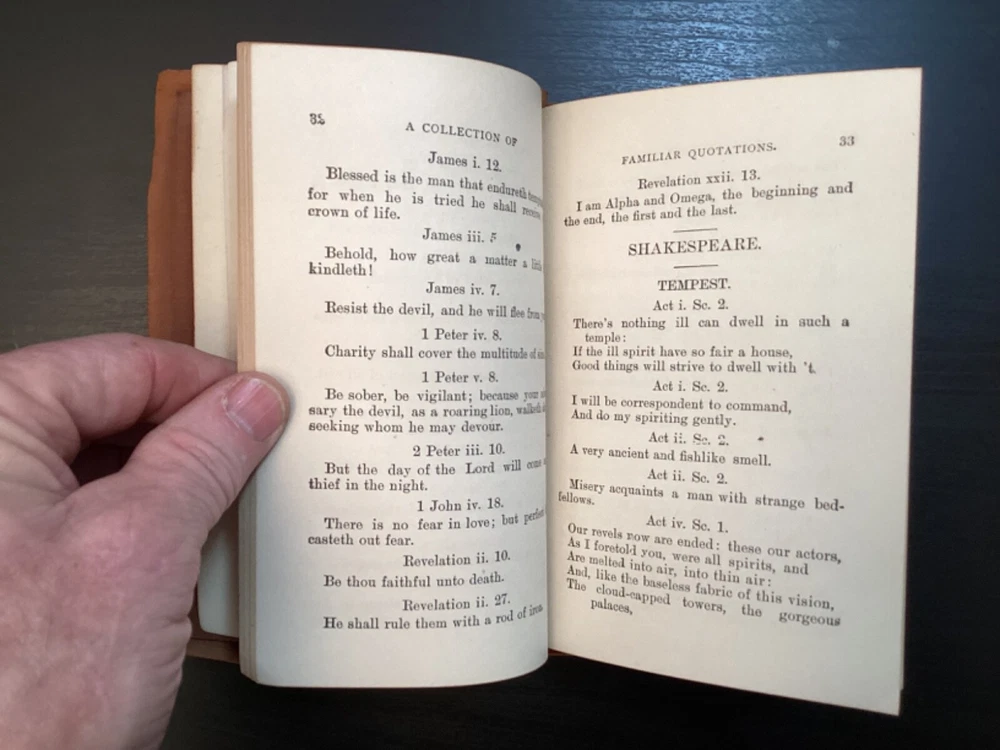 32
A COLLECTION OF
James i. 12.
Blessed is the man that endureth
for when he is tried he shall receive
crown of life.
James iii. 5
Behold, how great a matter a little
kindleth!
James iv. 7.
Resist the devil, and he will flee from
1 Peter iv. 8.
Charity shall cover the multitude of
1 Peter v. 8.
Be sober, be vigilant; because your
sary the devil, as a roaring lion, walketh
seeking whom he may devour.
2 Peter iii. 10.
But the day of the Lord will come
thief in the night.
1 John iv. 18.
There is no fear in love; but perfect
casteth out fear.
Revelation ii. 10.
Be thou faithful unto death.
Revelation ii. 27.
He shall rule them with a rod of iron
FAMILIAR QUOTATIONS.
33
Revelation xxii. 13.
I am Alpha and Omega, the beginning and
the end, the first and the last.
SHAKESPEARE.
TEMPEST.
Act i. Sc. 2.
There's nothing ill can dwell in such a
temple:
If the ill spirit have so fair a house,
Good things will strive to dwell with 't.
Act i. Sc. 2.
I will be correspondent to command,
And do my spiriting gently.
Act ii. Sc. 2.
A very ancient and fishlike smell.
Act ii. Sc. 2.
Misery acquaints a man with strange bed-
fellows.
Act iv. Sc. 1.
Our revels now are ended: these our actors,
As I foretold you, were all spirits, and
Are melted into air, into thin air:
And, like the baseless fabric of this vision,
The cloud-capped towers, the gorgeous
palaces,